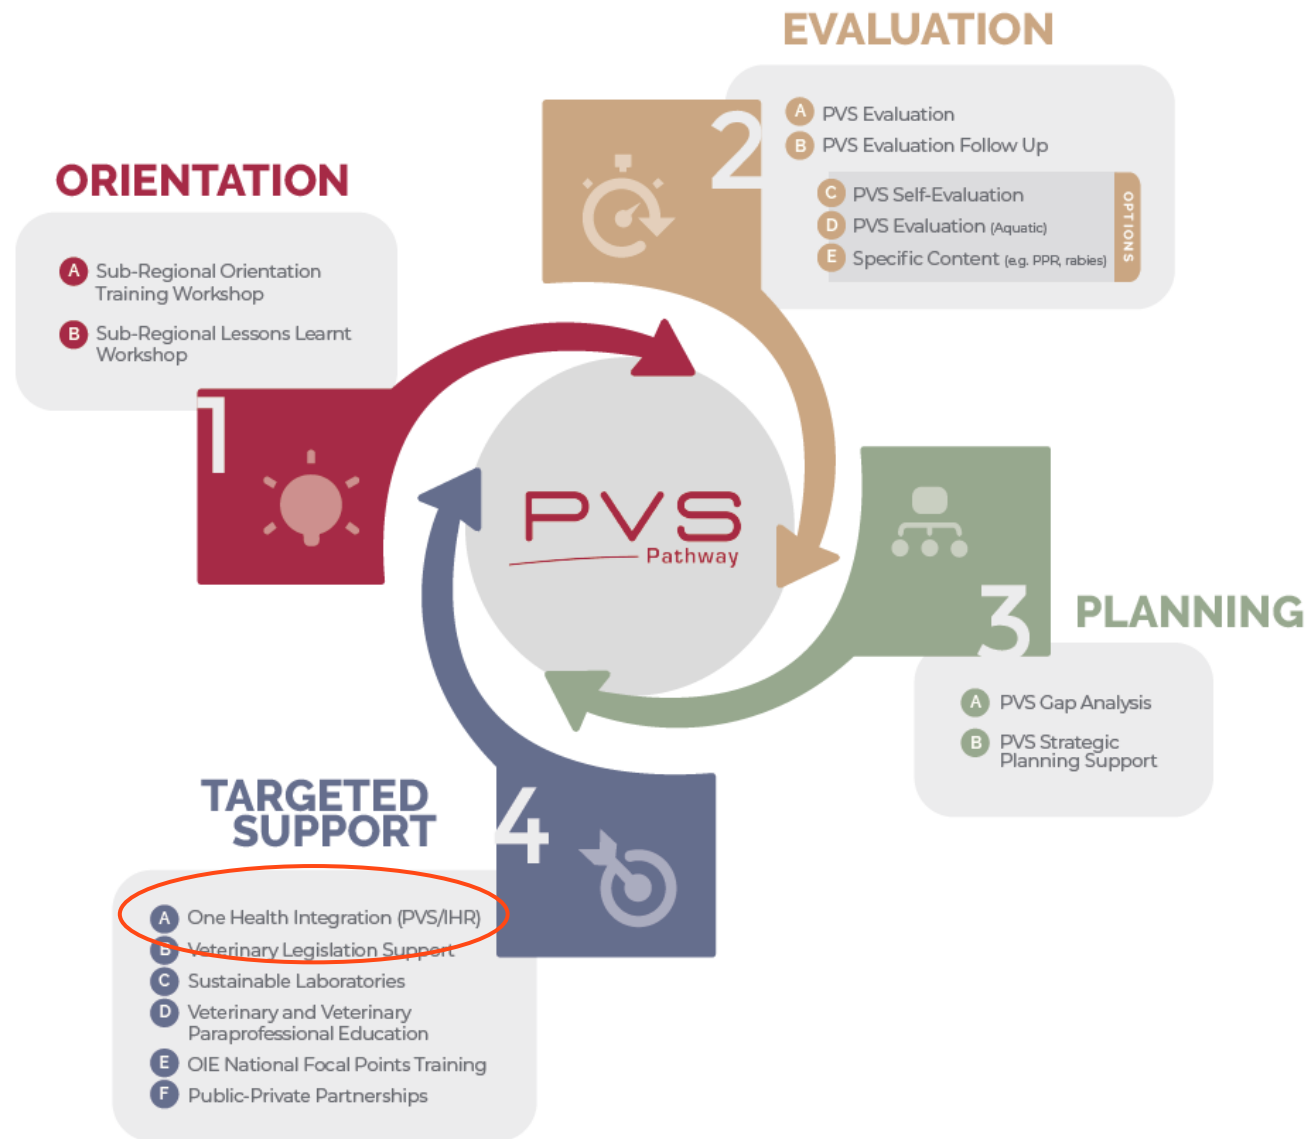 EVALUATION
2
A PVS Evaluation
B PVS Evaluation Follow Up
C PVS Self-Evaluation
D PVS Evaluation (Aquatic)
E Specific Content (e.g. PPR, rabies)
OPTIONS
ORIENTATION
A Sub-Regional Orientation
Training Workshop
B Sub-Regional Lessons Learnt
Workshop
1
PVS
Pathway
3
PLANNING
A PVS Gap Analysis
B PVS Strategic
Planning Support
TARGETED
SUPPORT
4
A One Health Integration (PVS/IHR)
B Veterinary Legislation Support
C Sustainable Laboratories
D Veterinary and Veterinary
Paraprofessional Education
E OIE National Focal Points Training
F Public-Private Partnerships